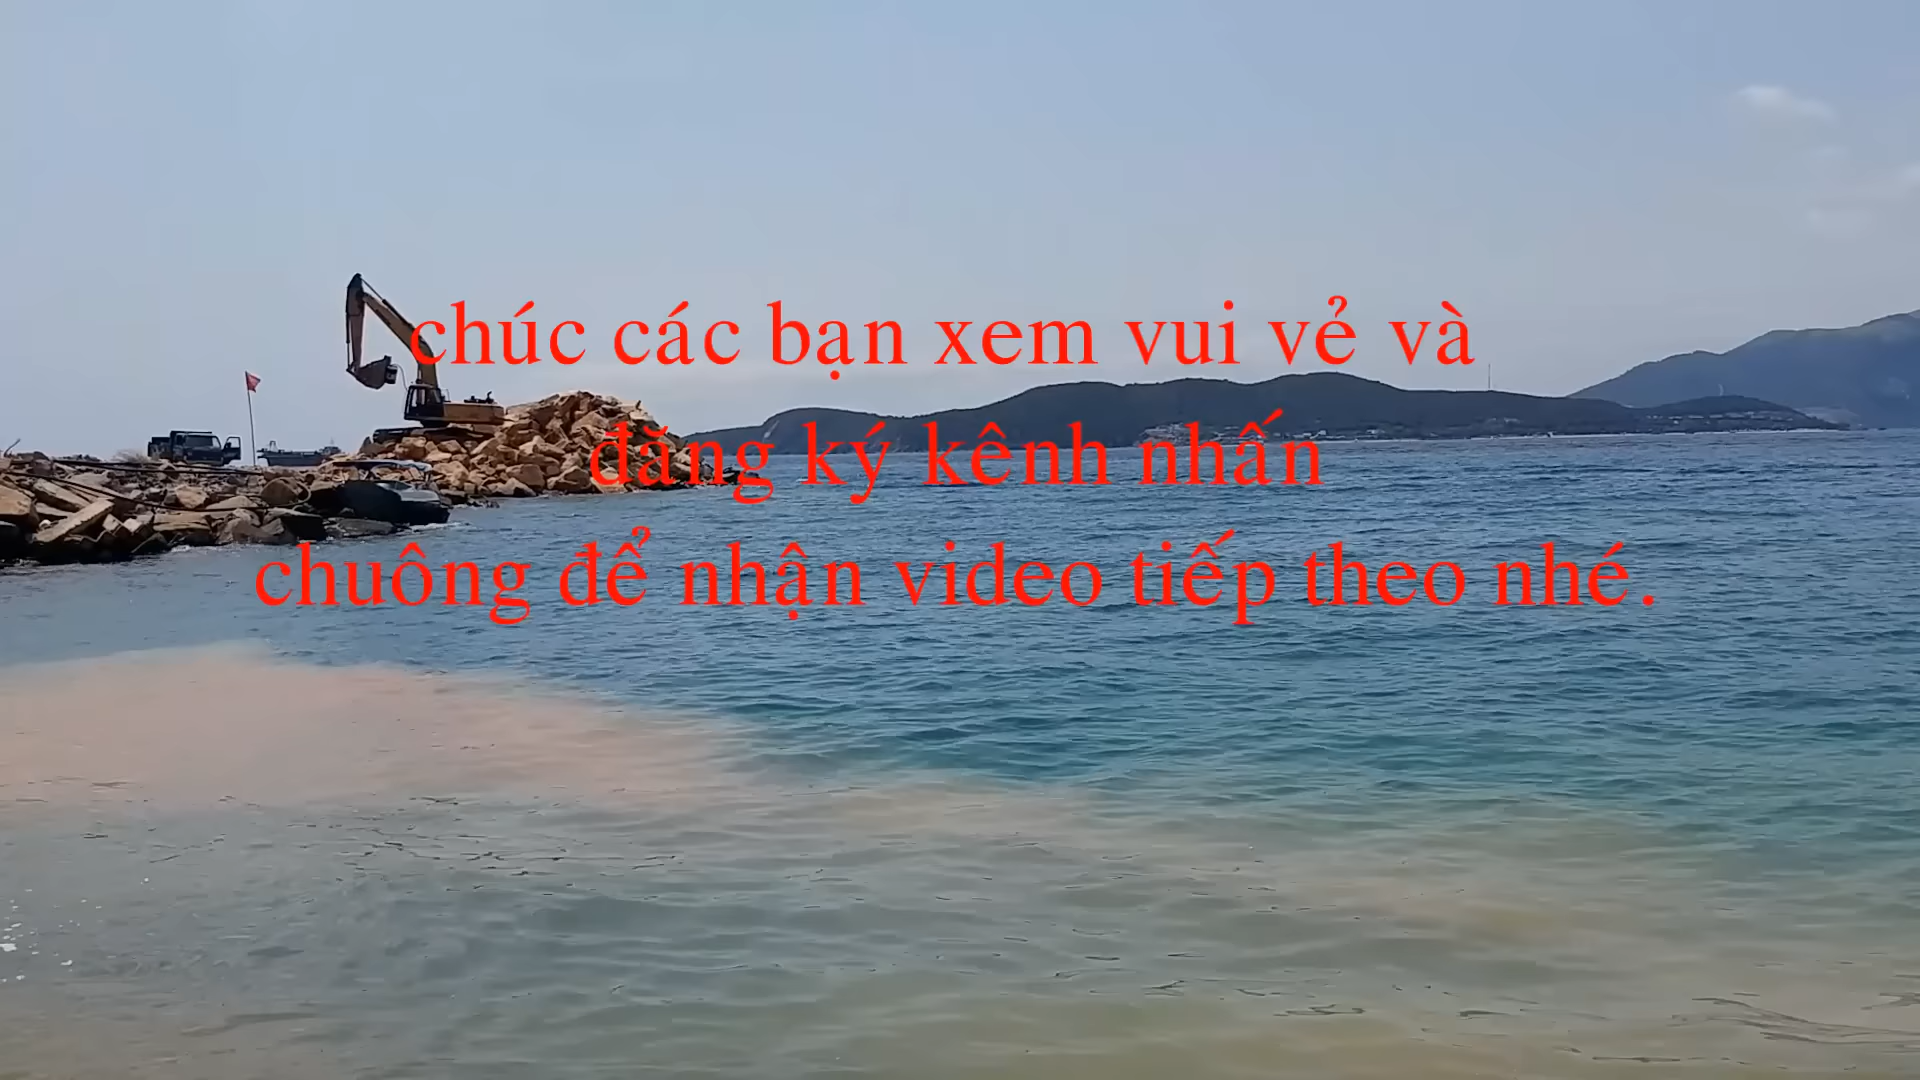 chúc các bạn xem vui vẻ và
đăng ký kênh nhấn
chuông để nhận video tiếp theo nhé.